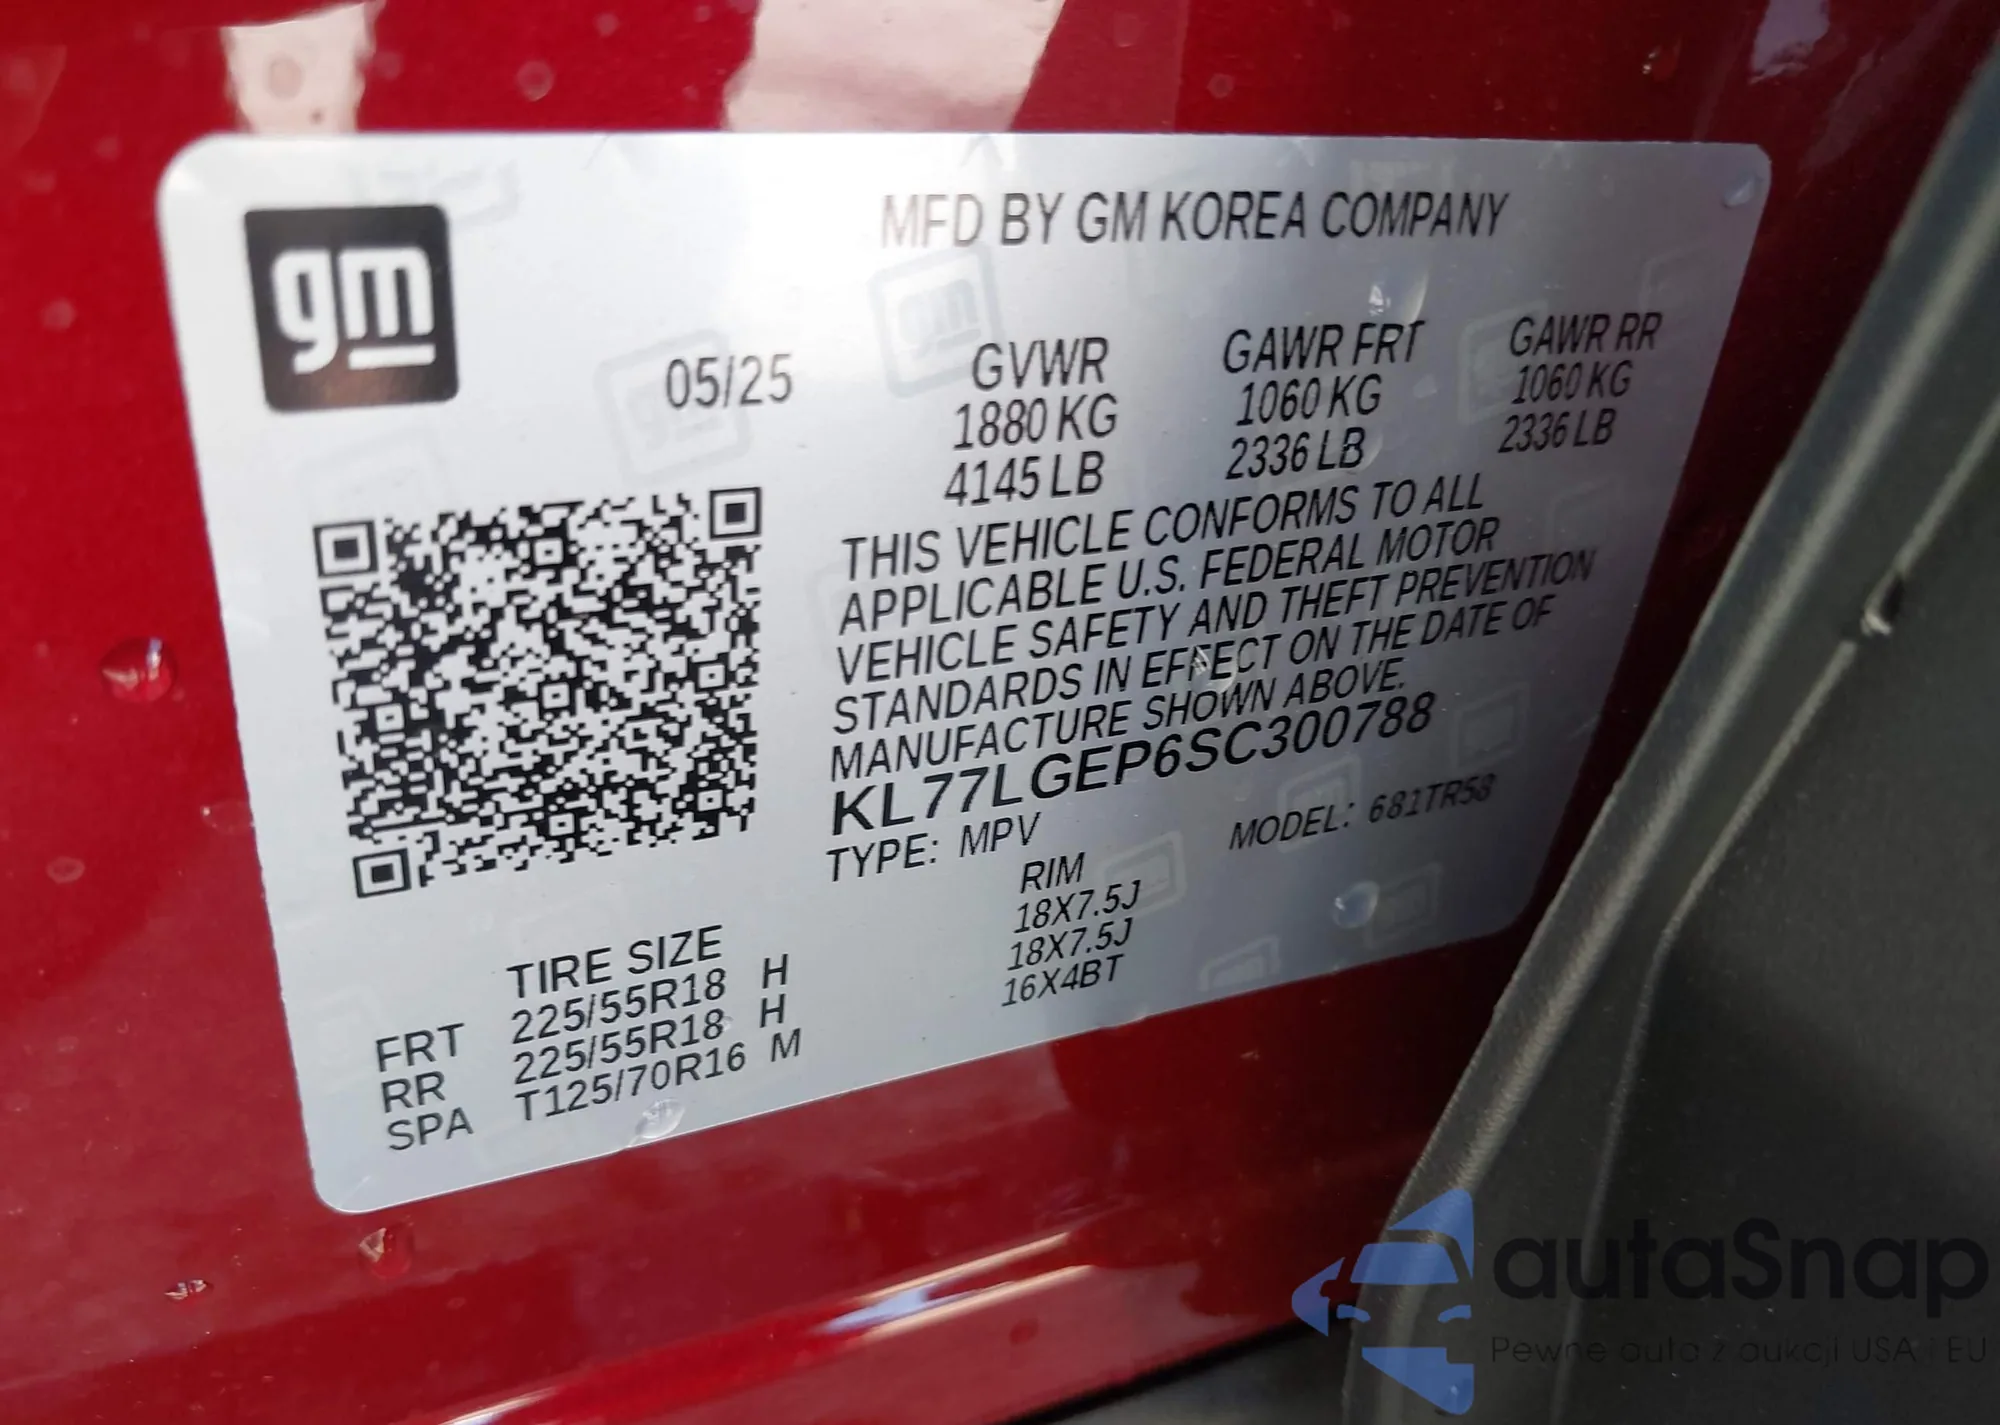 gm
MFD BY GM KOREA COMPANY
05/25
GVWR GAWR FRT GAWR RR
1880 KG 1060 KG 1060 KG
4145 LB 2336 LB 2336 LB
THIS VEHICLE CONFORMS TO ALL
APPLICABLE U.S. FEDERAL MOTOR
VEHICLE SAFETY AND THEFT PREVENTION
STANDARDS IN EFFECT ON THE DATE OF
MANUFACTURE SHOWN ABOVE.
KL77LGEP6SC300788
TYPE: MPV MODEL: 681TR58
TIRE SIZE RIM
FRT 225/55R18 H 18X7.5J
RR 225/55R18 H 18X7.5J
SPA T125/70R16 M 16X4BT
autaSnap
Pewne auta z aukcji USA i EU